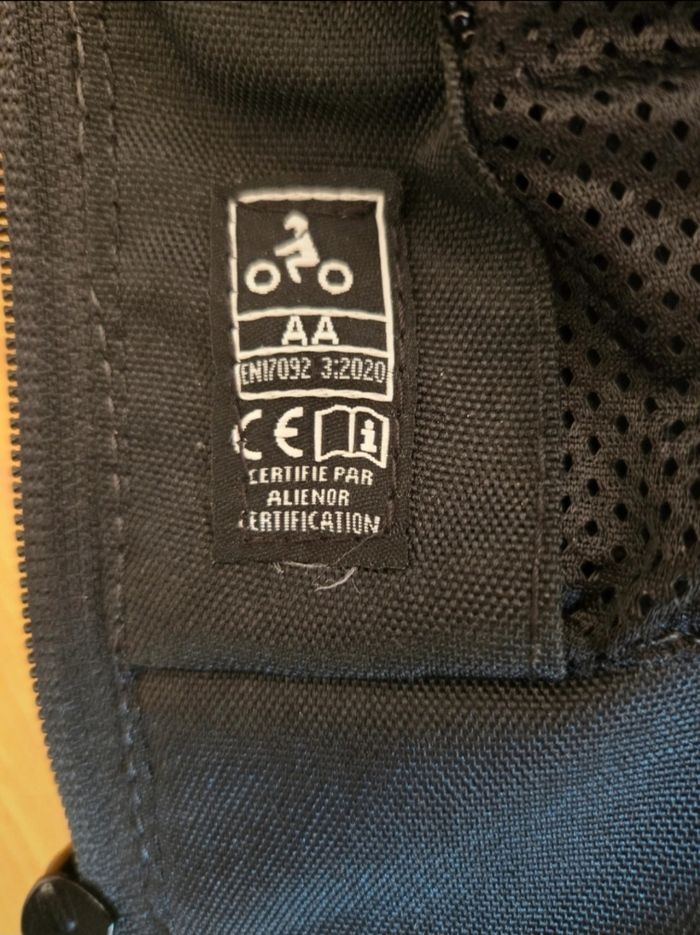 AA
EN17092 3:2020
CE
CERTIFIE PAR
ALIENOR
CERTIFICATION